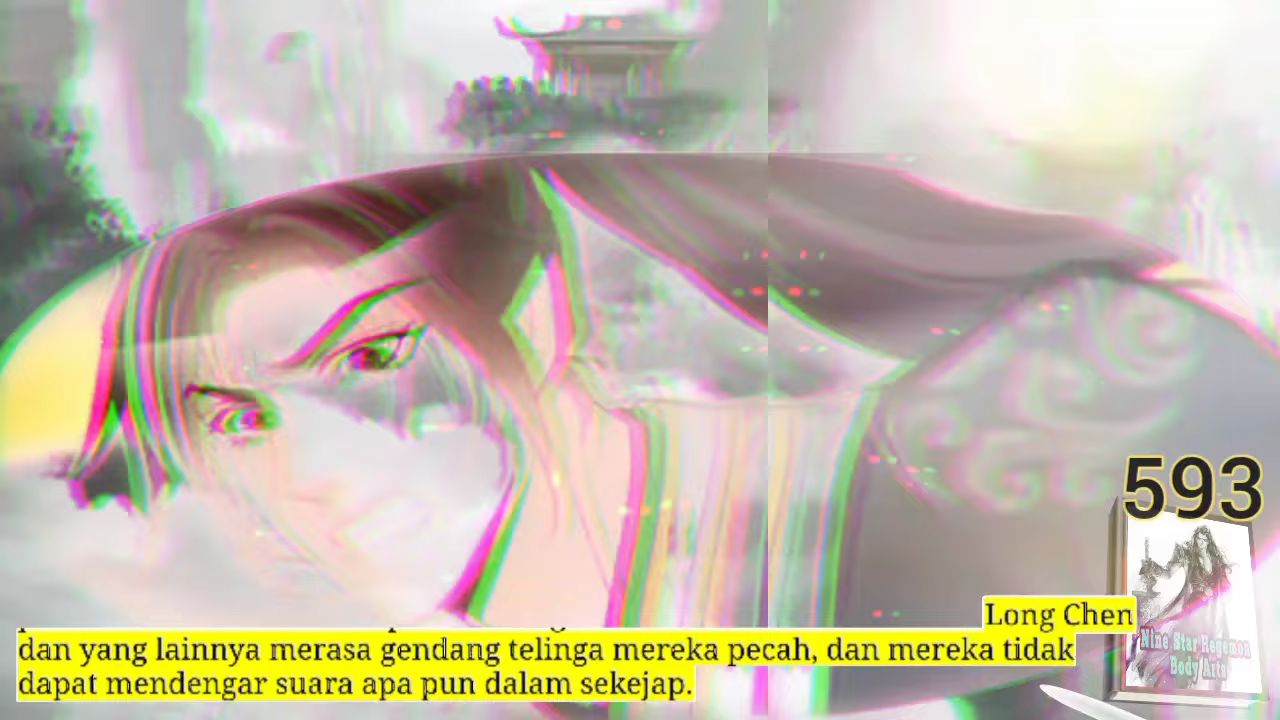 593
Long Chen
dan yang lainnya merasa gendang telinga mereka pecah, dan mereka tidak
dapat mendengar suara apa pun dalam sekejap.
Nine Star Hegemon
Body Arts